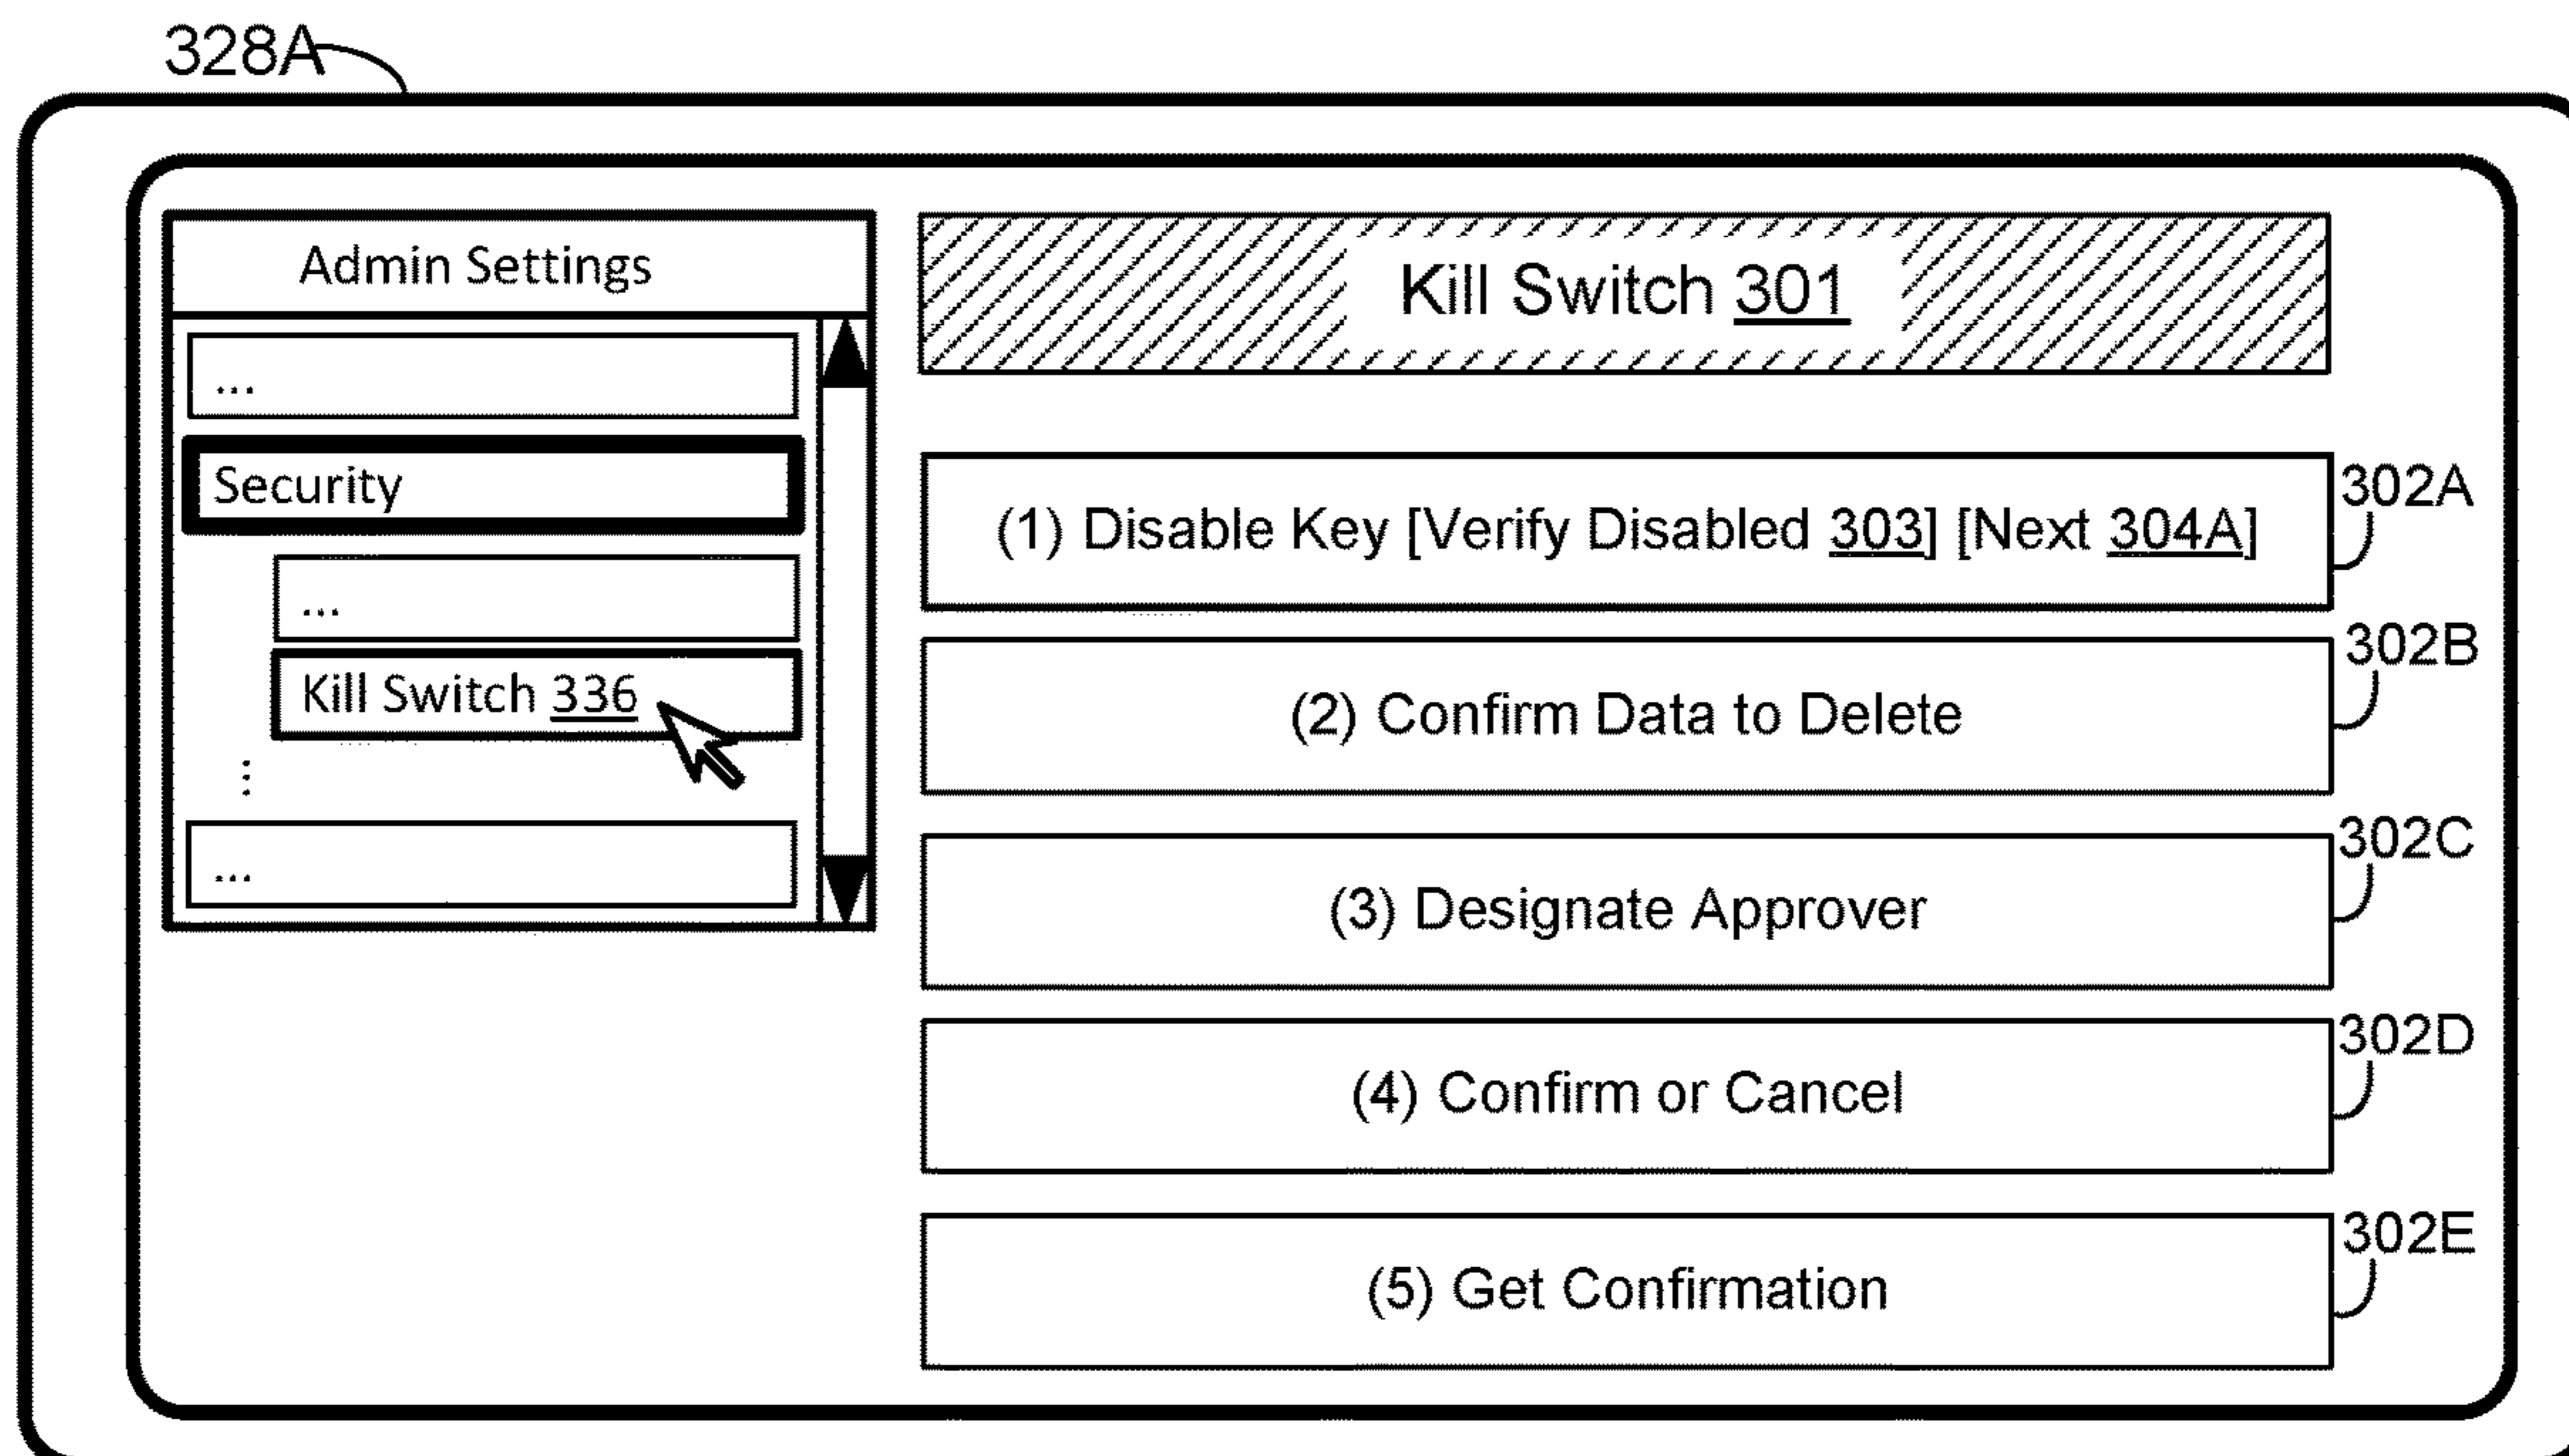 328A
Admin Settings
...
Security
...
Kill Switch 336
⋮
...
Kill Switch 301
(1) Disable Key [Verify Disabled 303] [Next 304A]
302A
(2) Confirm Data to Delete
302B
(3) Designate Approver
302C
(4) Confirm or Cancel
302D
(5) Get Confirmation
302E